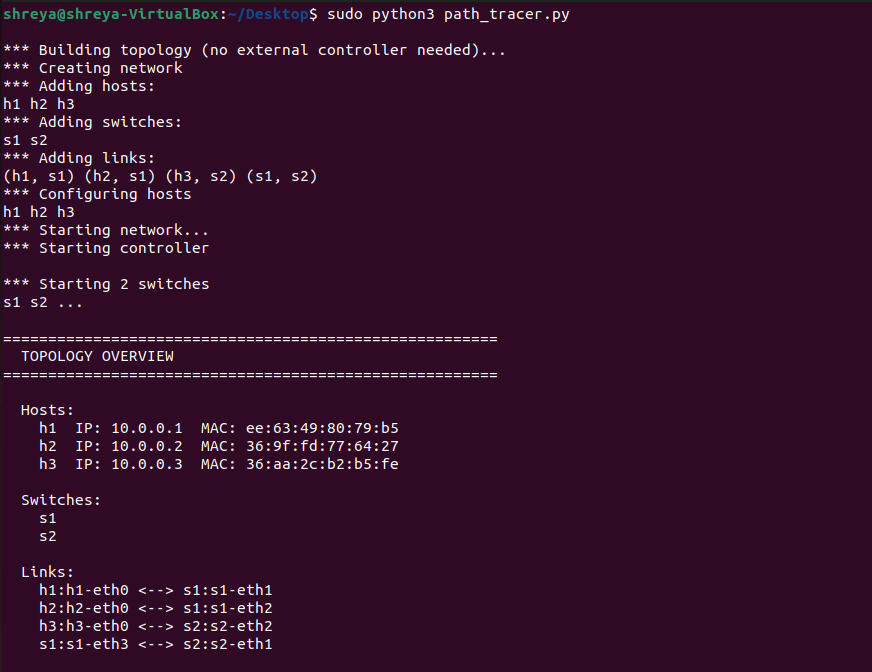 shreya@shreya-VirtualBox:~/Desktop$ sudo python3 path_tracer.py
*** Building topology (no external controller needed)...
*** Creating network
*** Adding hosts:
h1 h2 h3
*** Adding switches:
s1 s2
*** Adding links:
(h1, s1) (h2, s1) (h3, s2) (s1, s2)
*** Configuring hosts
h1 h2 h3
*** Starting network...
*** Starting controller
*** Starting 2 switches
s1 s2 ...
=======================================================
TOPOLOGY OVERVIEW
=======================================================
Hosts:
h1  IP: 10.0.0.1  MAC: ee:63:49:80:79:b5
h2  IP: 10.0.0.2  MAC: 36:9f:fd:77:64:27
h3  IP: 10.0.0.3  MAC: 36:aa:2c:b2:b5:fe
Switches:
s1
s2
Links:
h1:h1-eth0 <--> s1:s1-eth1
h2:h2-eth0 <--> s1:s1-eth2
h3:h3-eth0 <--> s2:s2-eth2
s1:s1-eth3 <--> s2:s2-eth1